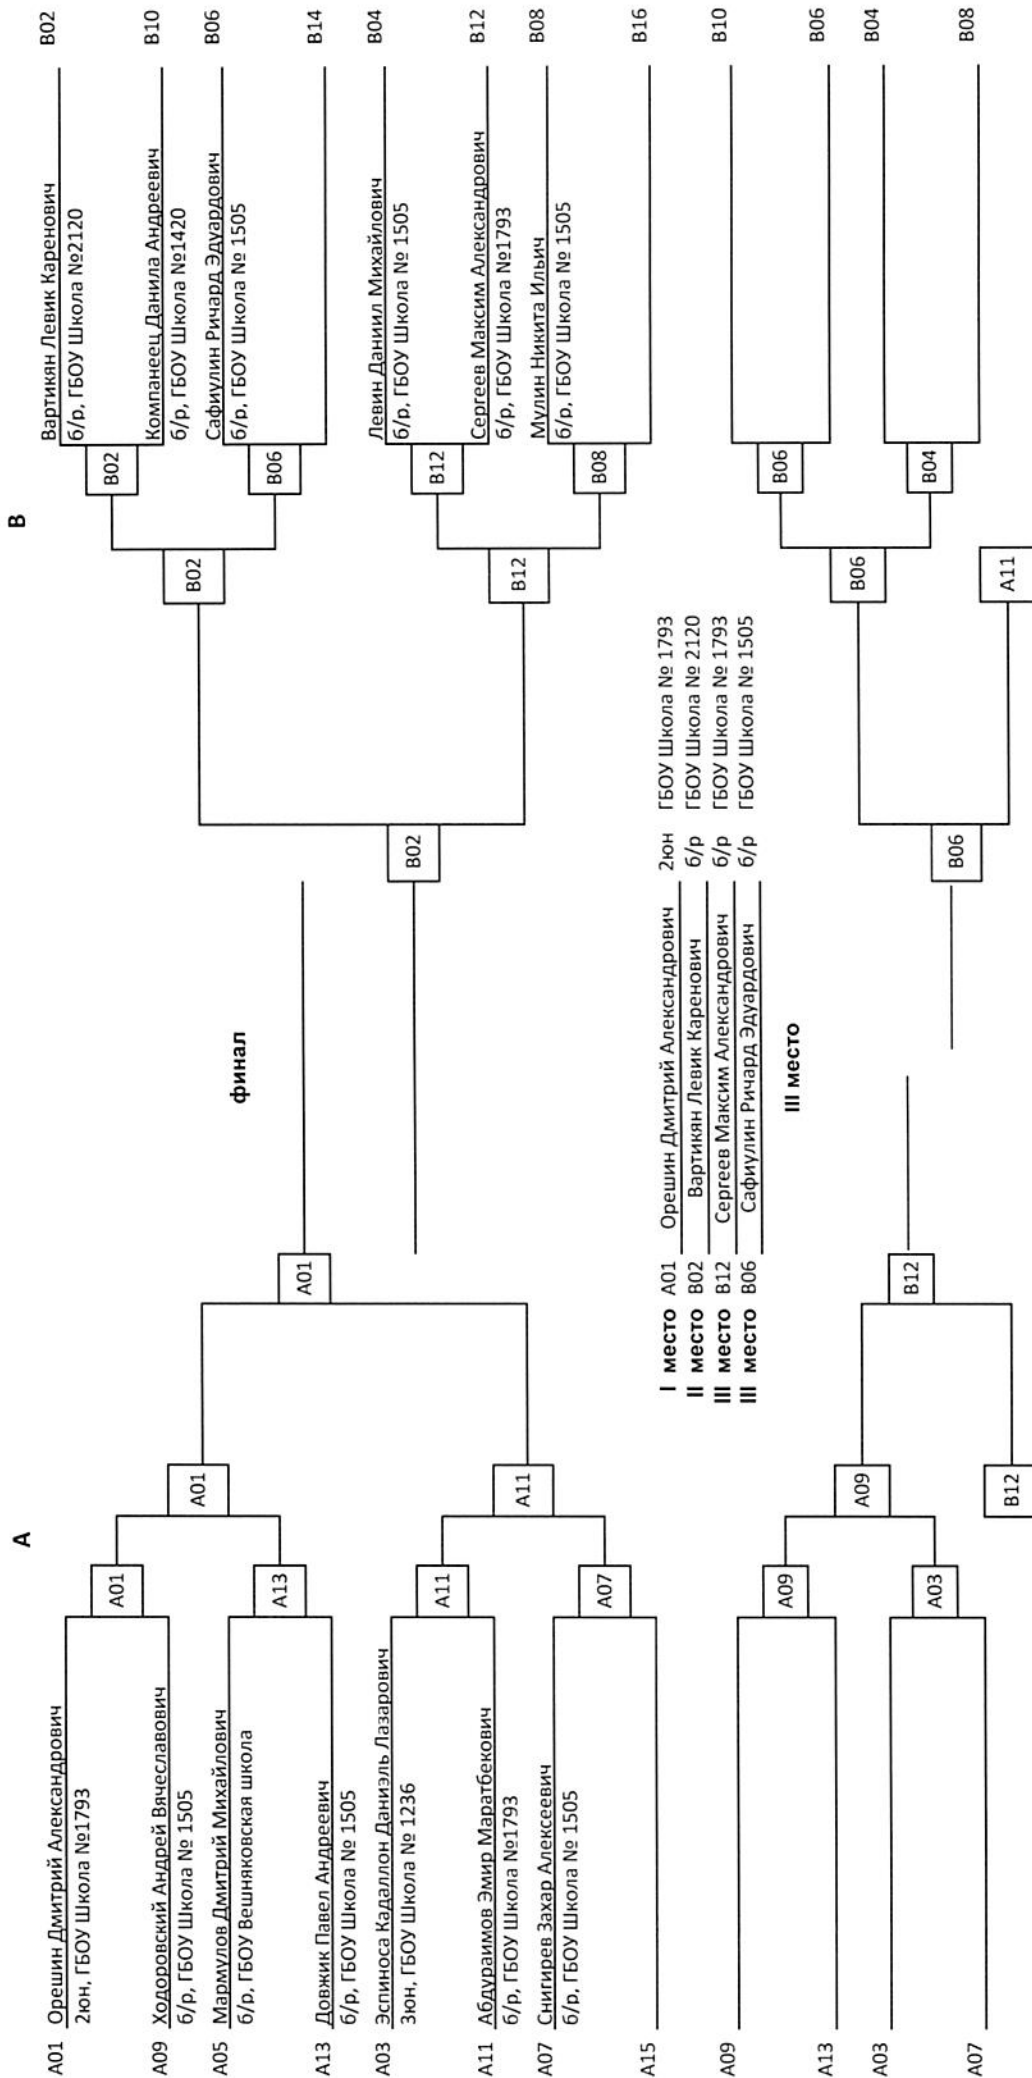 A
B
A01
Орешин Дмитрий Александрович
2юн, ГБОУ Школа №1793
A01
A09
Ходоровский Андрей Вячеславович
б/р, ГБОУ Школа № 1505
A01
A05
Мармулов Дмитрий Михайлович
б/р, ГБОУ Вешняковская школа
A13
A13
Довжик Павел Андреевич
б/р, ГБОУ Школа № 1505
A01
A03
Эспиноса Кадаллон Даниэль Лазарович
3юн, ГБОУ Школа № 1236
A11
A11
Абдураимов Эмир Маратбекович
б/р, ГБОУ Школа №1793
A11
A07
Снигирев Захар Алексеевич
б/р, ГБОУ Школа № 1505
A07
A15
финал
Вартикян Левик Каренович
B02
б/р, ГБОУ Школа №2120
B02
Компанеец Данила Андреевич
B10
б/р, ГБОУ Школа №1420
B02
Сафиулин Ричард Эдуардович
B06
б/р, ГБОУ Школа № 1505
B06
B14
B02
Левин Даниил Михайлович
B04
б/р, ГБОУ Школа № 1505
B12
Сергеев Максим Александрович
B12
б/р, ГБОУ Школа №1793
B12
Мулин Никита Ильич
B08
б/р, ГБОУ Школа № 1505
B08
B16
I место A01 Орешин Дмитрий Александрович 2юн ГБОУ Школа № 1793
II место B02 Вартикян Левик Каренович б/р ГБОУ Школа № 2120
III место B12 Сергеев Максим Александрович б/р ГБОУ Школа № 1793
III место B06 Сафиулин Ричард Эдуардович б/р ГБОУ Школа № 1505
III место
A09
A09
A13
A09
A03
A03
A07
B12
B12
B10
B06
B06
B06
B04
B04
B08
A11
B06